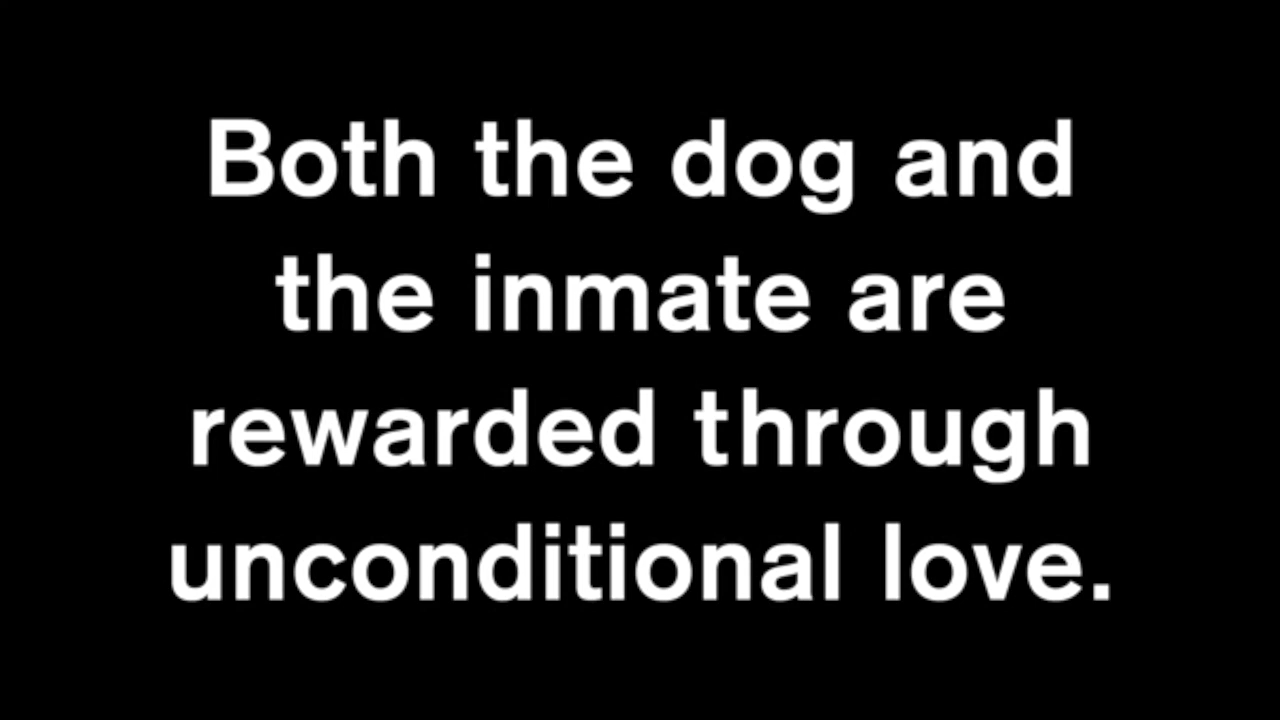 Both the dog and
the inmate are
rewarded through
unconditional love.